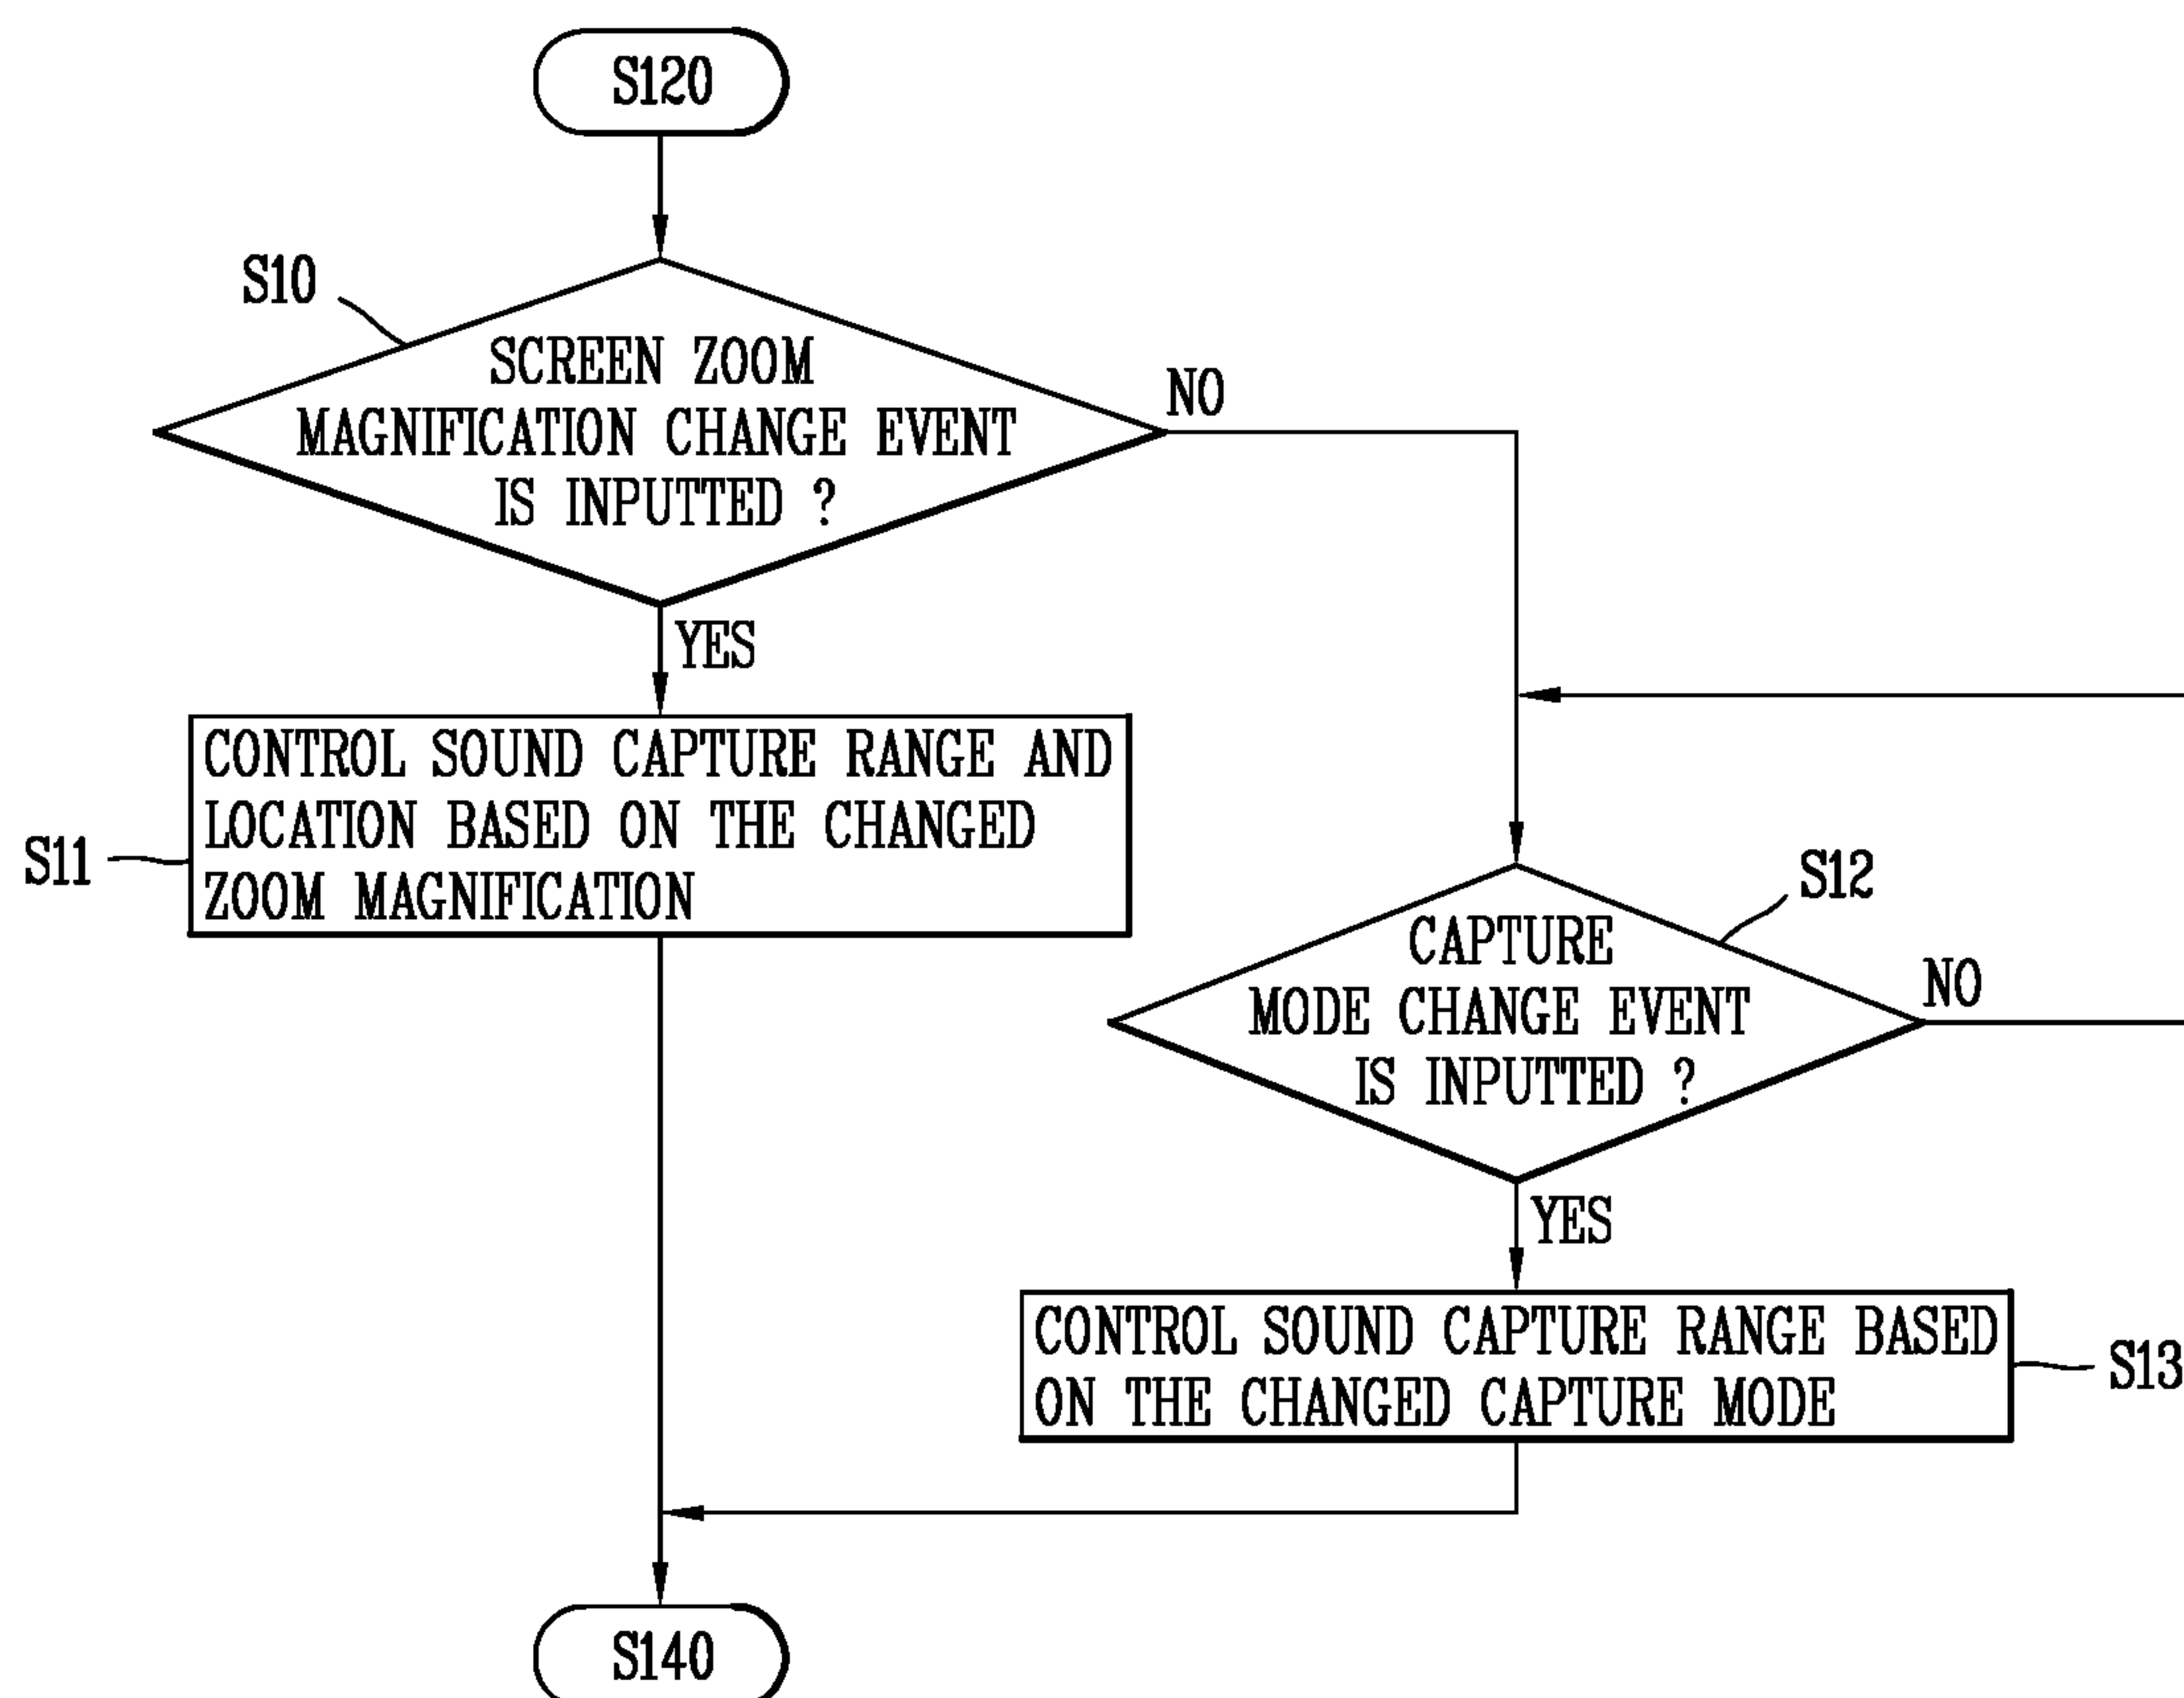 S120
S10
SCREEN ZOOM
MAGNIFICATION CHANGE EVENT
IS INPUTTED ?
NO
YES
CONTROL SOUND CAPTURE RANGE AND
LOCATION BASED ON THE CHANGED
ZOOM MAGNIFICATION
S11
S12
CAPTURE
MODE CHANGE EVENT
IS INPUTTED ?
NO
YES
CONTROL SOUND CAPTURE RANGE BASED
ON THE CHANGED CAPTURE MODE
S13
S140